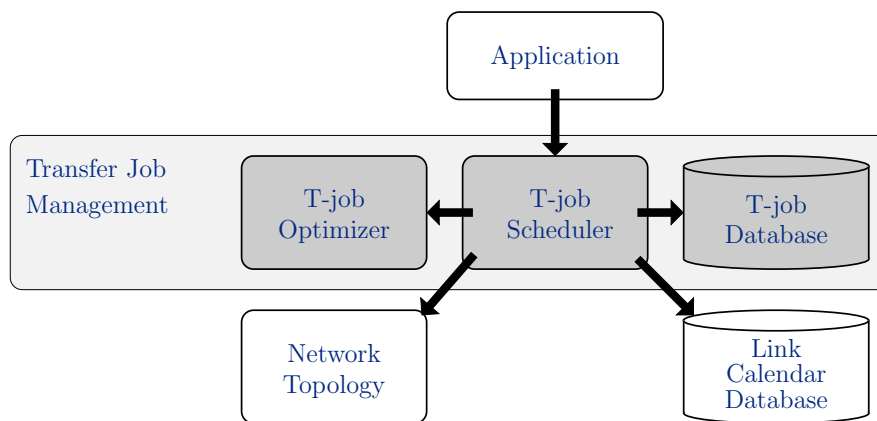 Application
Transfer Job
Management
T-job
Optimizer
T-job
Scheduler
T-job
Database
Network
Topology
Link
Calendar
Database